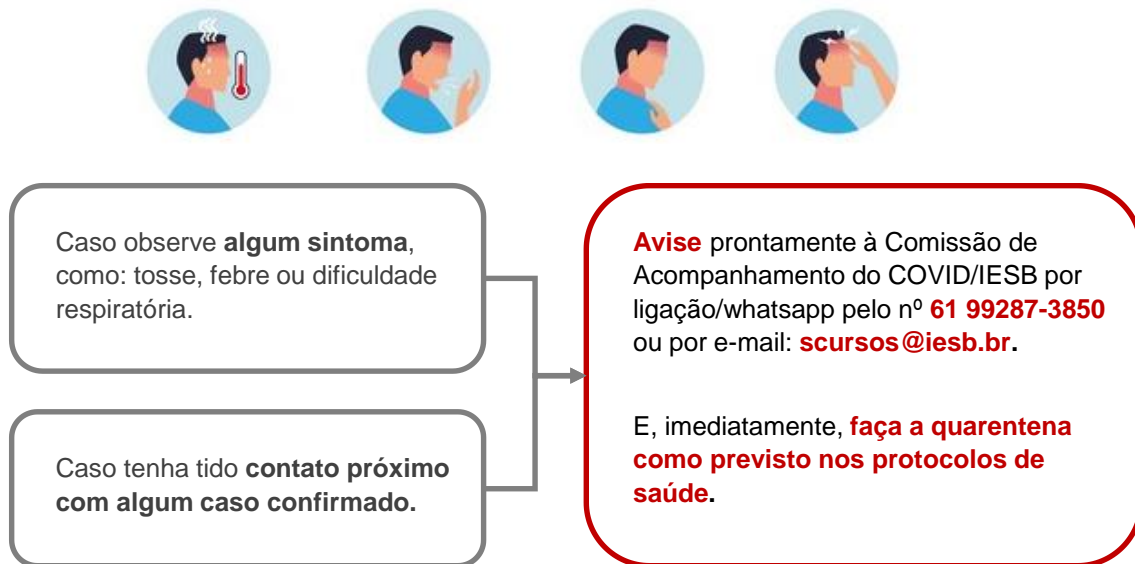 Caso observe algum sintoma,
como: tosse, febre ou dificuldade
respiratória.
Caso tenha tido contato próximo
com algum caso confirmado.
Avise prontamente à Comissão de
Acompanhamento do COVID/IESB por
ligação/whatsapp pelo nº 61 99287-3850
ou por e-mail: scursos@iesb.br.
E, imediatamente, faça a quarentena
como previsto nos protocolos de
saúde.